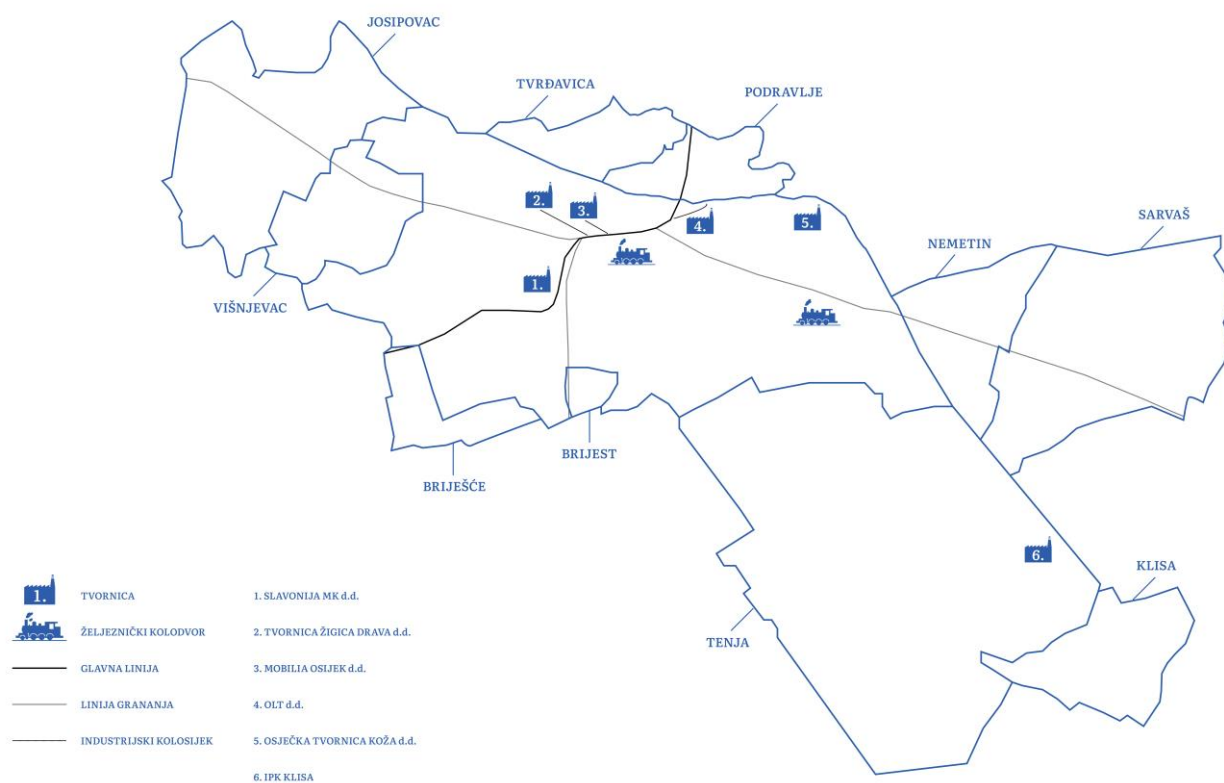 JOSIPOVAC
TVRĐAVICA
PODRAVLJE
2.
3.
4.
5.
SARVAŠ
NEMETIN
1.
VIŠNJEVAC
BRIJEST
BRIJEŠĆE
6.
KLISA
TENJA
1. TVORNICA
ŽELJEZNIČKI KOLODVOR
GLAVNA LINIJA
LINIJA GRANANJA
INDUSTRIJSKI KOLOSIJEK
1. SLAVONIJA MK d.d.
2. TVORNICA ŽIGICA DRAVA d.d.
3. MOBILIA OSIJEK d.d.
4. OLT d.d.
5. OSJEČKA TVORNICA KOŽA d.d.
6. IPK KLISA